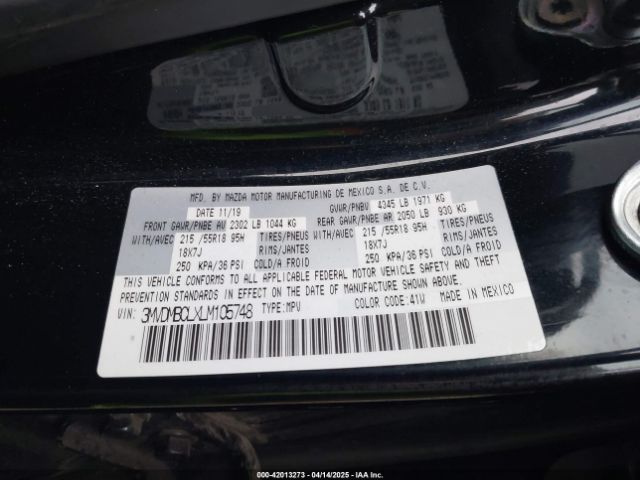 MFD. BY MAZDA MOTOR MANUFACTURING DE MEXICO S.A. DE C.V.
DATE 11/19 GVWR/PNBV 4345 LB 1971 KG
FRONT GAWR/PNBE AV 2302 LB 1044 KG REAR GAWR/PNBE AR 2050 LB 930 KG
WITH/AVEC 215 /55R18 95H TIRES/PNEUS WITH/AVEC 215 /55R18 95H TIRES/PNEUS
18X7J RIMS/JANTES 18X7J RIMS/JANTES
250 KPA/36 PSI COLD/A FROID 250 KPA/36 PSI COLD/A FROID
THIS VEHICLE CONFORMS TO ALL APPLICABLE FEDERAL MOTOR VEHICLE SAFETY AND THEFT
PREVENTION STANDARDS IN EFFECT ON THE DATE OF MANUFACTURE SHOWN ABOVE.
VIN: 3MVDMBCLXLM105748 TYPE: MPV COLOR CODE: 41W MADE IN MEXICO
000-42013273 - 04/14/2025 - IAAI.COM